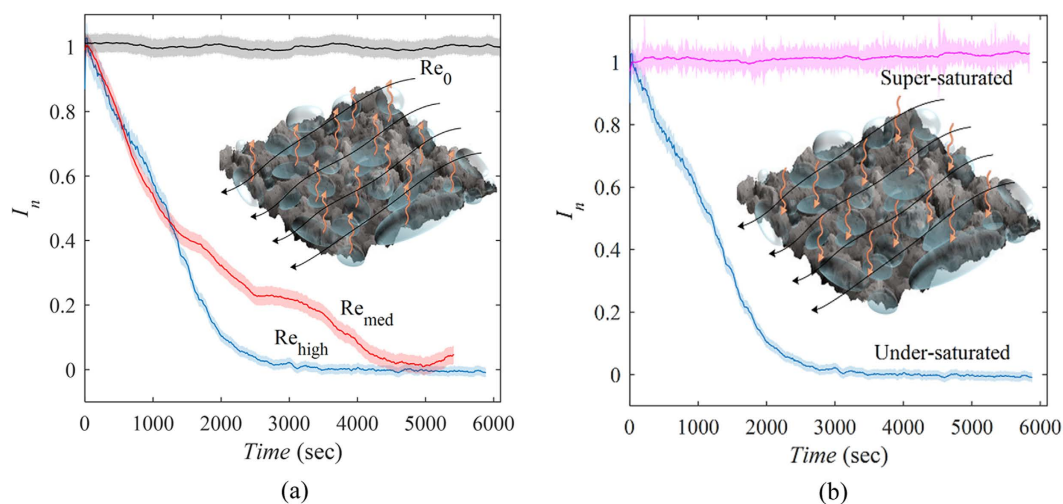 1
0.8
0.6
0.4
0.2
0
I_n
Re_0
Re_med
Re_high
0 1000 2000 3000 4000 5000 6000
Time (sec)
(a)
1
0.8
0.6
0.4
0.2
0
I_n
Super-saturated
Under-saturated
0 1000 2000 3000 4000 5000 6000
Time (sec)
(b)